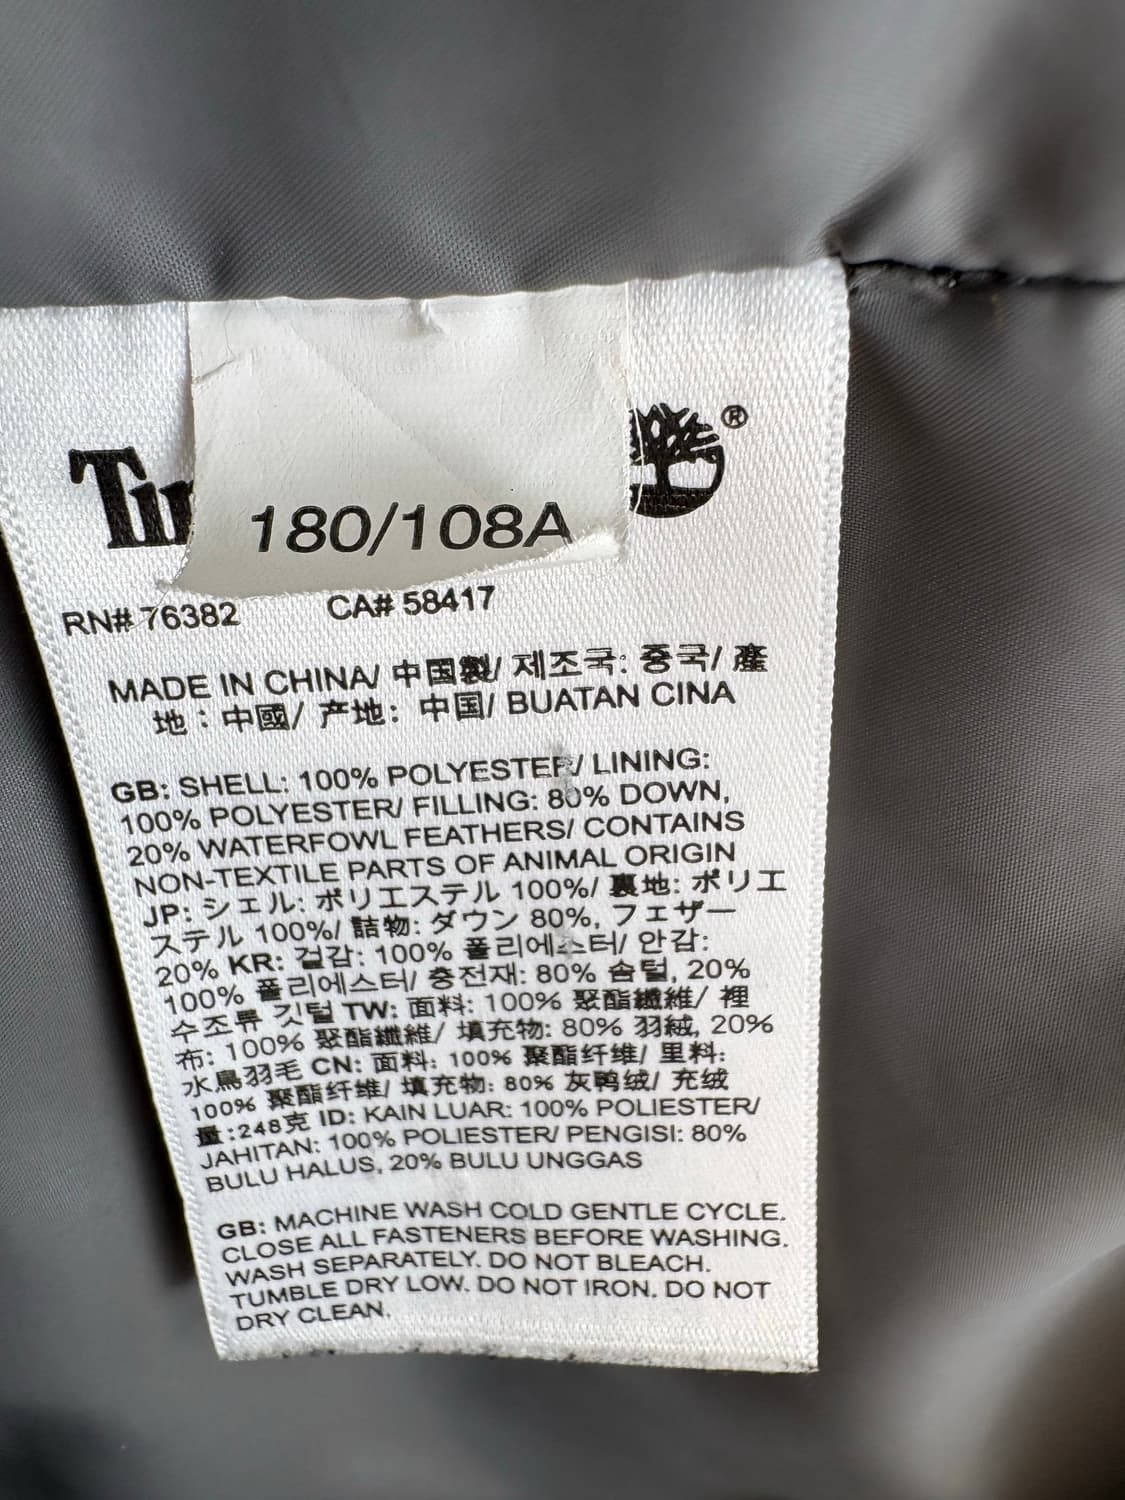 Tim
®
180/108A
RN# 76382 CA# 58417
MADE IN CHINA/ 中国製/ 제조국: 중국/ 產
地：中國/ 产地: 中国/ BUATAN CINA
GB: SHELL: 100% POLYESTER/ LINING:
100% POLYESTER/ FILLING: 80% DOWN,
20% WATERFOWL FEATHERS/ CONTAINS
NON-TEXTILE PARTS OF ANIMAL ORIGIN
JP: シェル: ポリエステル 100%/ 裏地: ポリエ
ステル 100%/ 詰物: ダウン 80%, フェザー
20% KR: 겉감: 100% 폴리에스터/ 안감:
100% 폴리에스터/ 충전재: 80% 솜털, 20%
수조류 깃털 TW: 面料: 100% 聚酯纖維/ 裡
布: 100% 聚酯纖維/ 填充物: 80% 羽絨, 20%
水鳥羽毛 CN: 面料: 100% 聚酯纤维/ 里料:
100% 聚酯纤维/ 填充物: 80% 灰鸭绒/ 充绒
量:248克 ID: KAIN LUAR: 100% POLIESTER/
JAHITAN: 100% POLIESTER/ PENGISI: 80%
BULU HALUS, 20% BULU UNGGAS
GB: MACHINE WASH COLD GENTLE CYCLE.
CLOSE ALL FASTENERS BEFORE WASHING.
WASH SEPARATELY. DO NOT BLEACH.
TUMBLE DRY LOW. DO NOT IRON. DO NOT
DRY CLEAN.